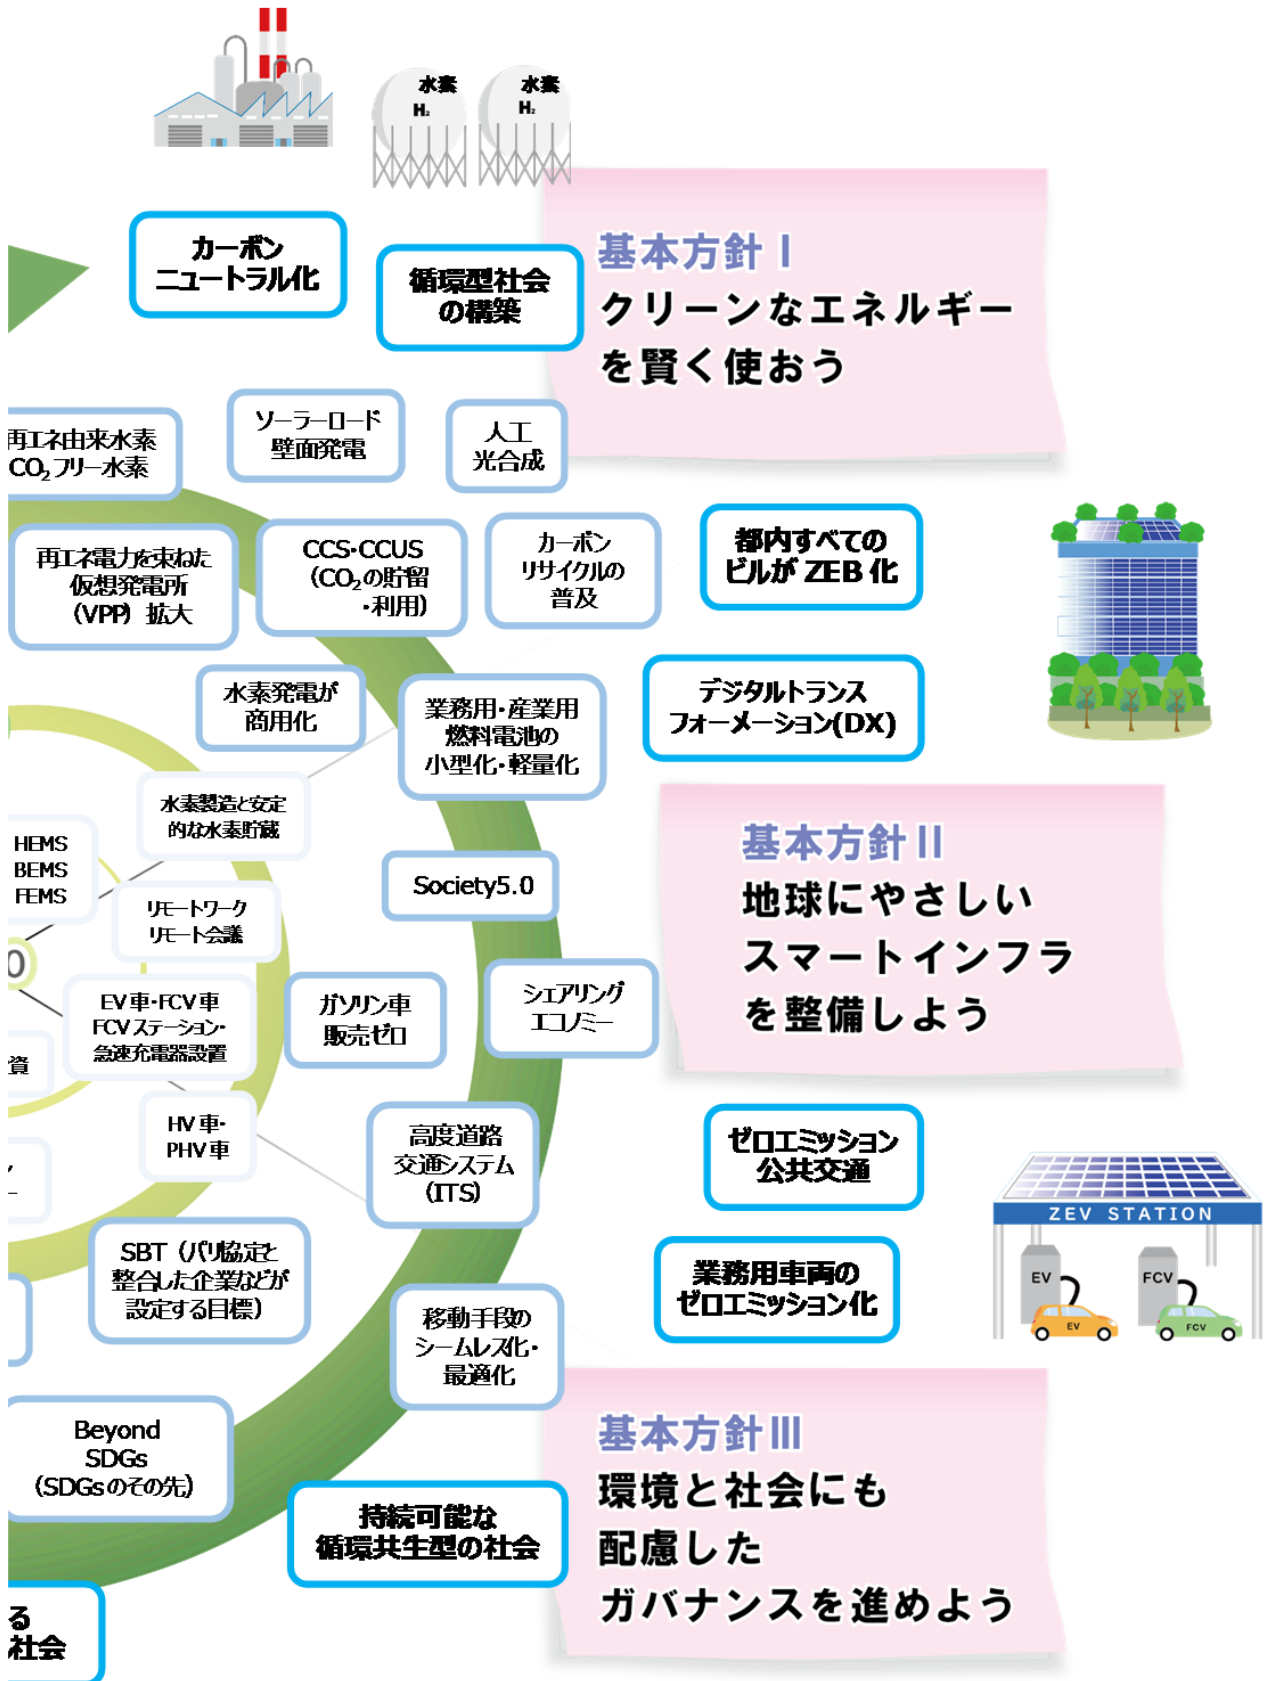 水素
H₂
水素
H₂
カーボン
ニュートラル化
循環型社会
の構築
基本方針Ⅰ
クリーンなエネルギー
を賢く使おう
再エネ由来水素
CO₂フリー水素
ソーラーロード
壁面発電
人工
光合成
再エネ電力を束ねた
仮想発電所
（VPP）拡大
CCS・CCUS
（CO₂の貯留
・利用）
カーボン
リサイクルの
普及
都内すべての
ビルが ZEB 化
水素発電が
商用化
業務用・産業用
燃料電池の
小型化・軽量化
デジタルトランス
フォーメーション(DX)
水素製造と安定
的な水素貯蔵
HEMS
BEMS
FEMS
リモートワーク
リモート会議
Society5.0
基本方針Ⅱ
地球にやさしい
スマートインフラ
を整備しよう
0
EV車・FCV車
FCVステーション・
急速充電器設置
ガソリン車
販売ゼロ
シェアリング
エコノミー
資
HV車・
PHV車
高度道路
交通システム
（ITS）
ゼロエミッション
公共交通
ZEV STATION
EV
FCV
EV
FCV
SBT（パリ協定と
整合した企業などが
設定する目標）
業務用車両の
ゼロエミッション化
移動手段の
シームレス化・
最適化
Beyond
SDGs
（SDGsのその先）
持続可能な
循環共生型の社会
基本方針Ⅲ
環境と社会にも
配慮した
ガバナンスを進めよう
る
社会